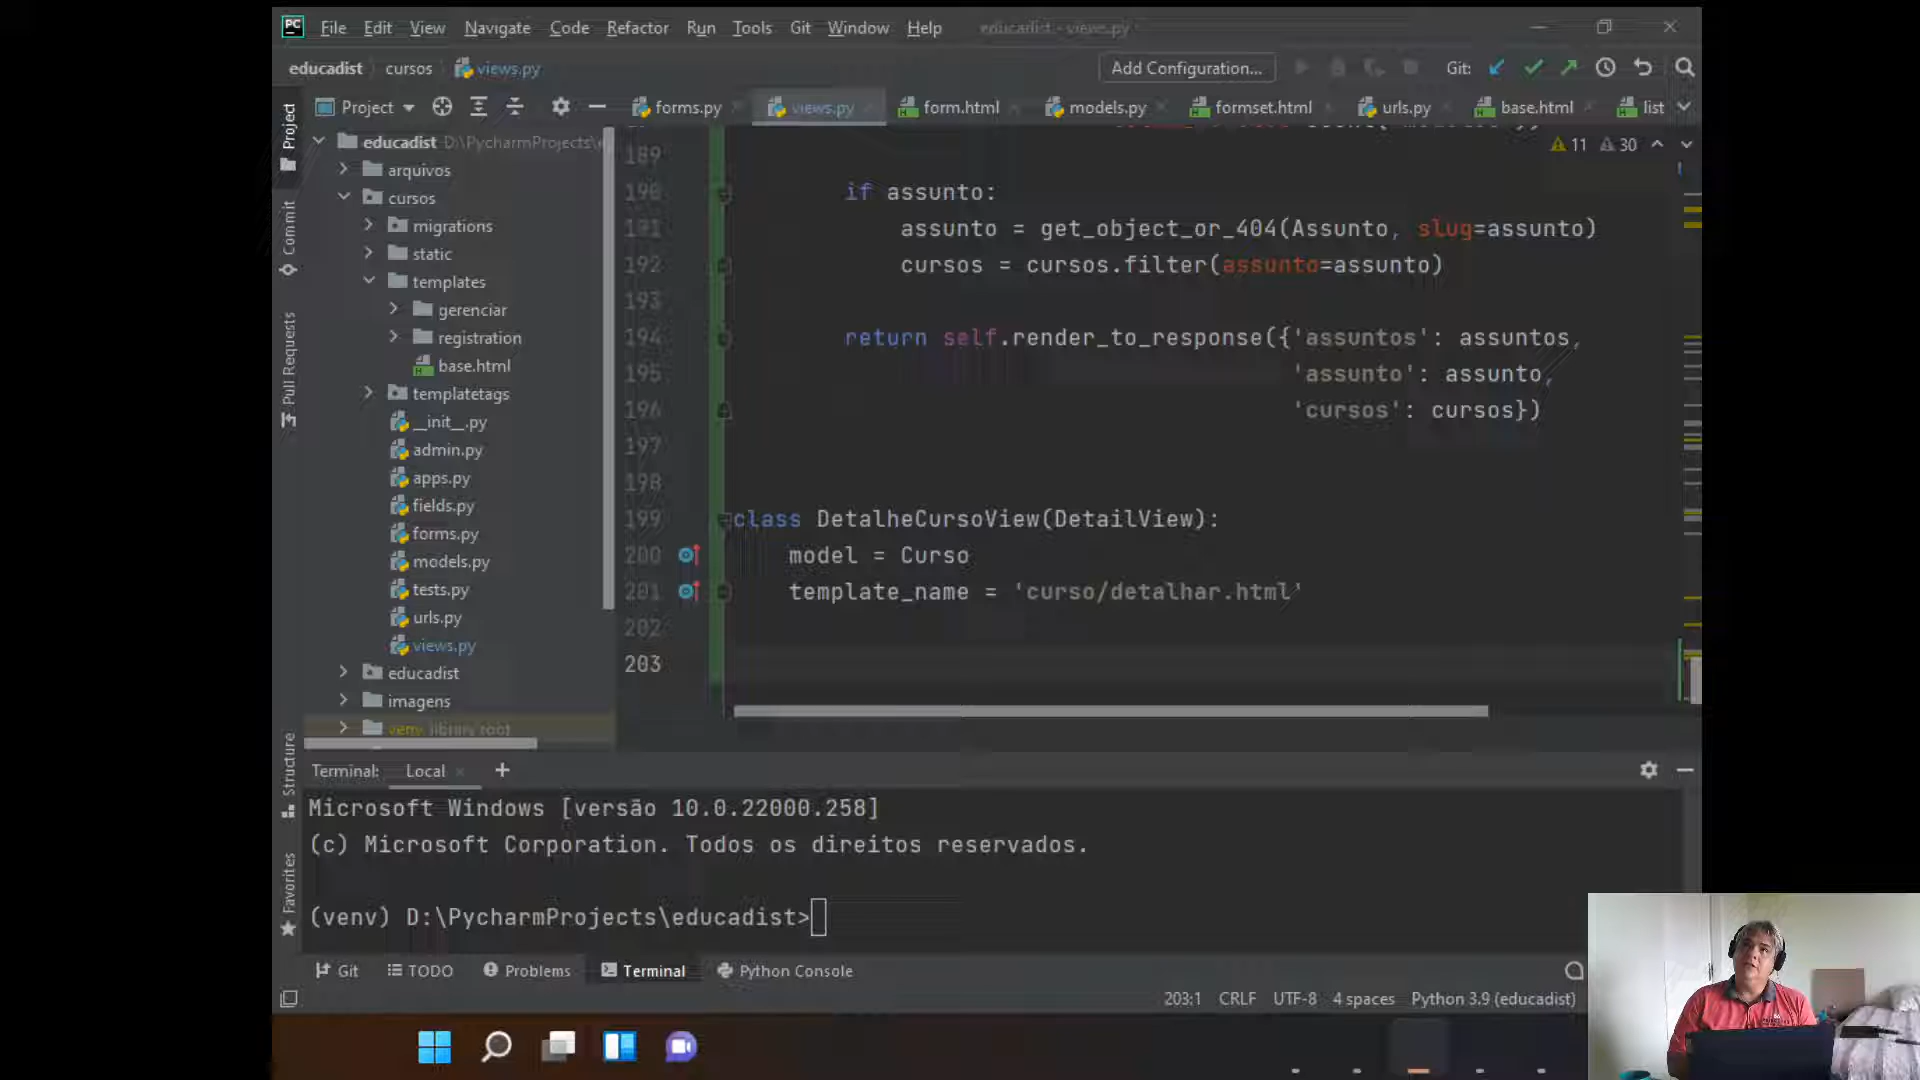 PC File Edit View Navigate Code Refactor Run Tools Git Window Help educadist - views.py
educadist cursos views.py Add Configuration... Git:
Project forms.py views.py form.html models.py formset.html urls.py base.html list
educadist D:\PycharmProjects\e
arquivos
cursos
migrations
static
templates
gerenciar
registration
base.html
templatetags
__init__.py
admin.py
apps.py
fields.py
forms.py
models.py
tests.py
urls.py
views.py
educadist
imagens
venv library root
Project
Commit
Pull Requests
Structure
Favorites
11 30
189
190 if assunto:
191 assunto = get_object_or_404(Assunto, slug=assunto)
192 cursos = cursos.filter(assunto=assunto)
193
194 return self.render_to_response({'assuntos': assuntos,
195 'assunto': assunto,
196 'cursos': cursos})
197
198
199 class DetalheCursoView(DetailView):
200 model = Curso
201 template_name = 'curso/detalhar.html'
202
203
Terminal: Local
Microsoft Windows [versão 10.0.22000.258]
(c) Microsoft Corporation. Todos os direitos reservados.
(venv) D:\PycharmProjects\educadist>
Git TODO Problems Terminal Python Console
203:1 CRLF UTF-8 4 spaces Python 3.9 (educadist)